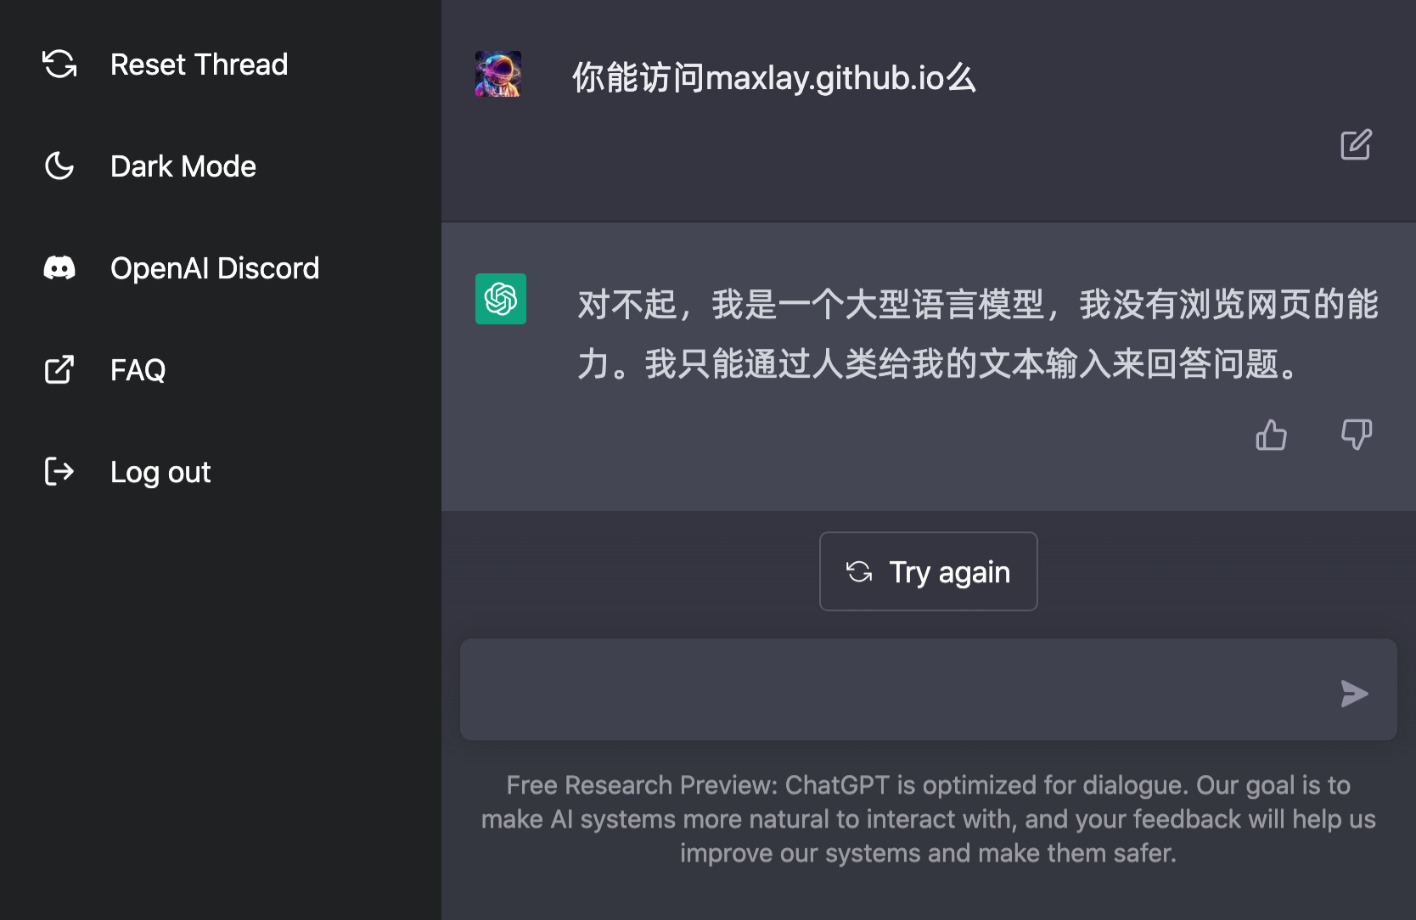 Reset Thread
Dark Mode
OpenAI Discord
FAQ
Log out
你能访问maxlay.github.io么
对不起，我是一个大型语言模型，我没有浏览网页的能
力。我只能通过人类给我的文本输入来回答问题。
Try again
Free Research Preview: ChatGPT is optimized for dialogue. Our goal is to
make AI systems more natural to interact with, and your feedback will help us
improve our systems and make them safer.